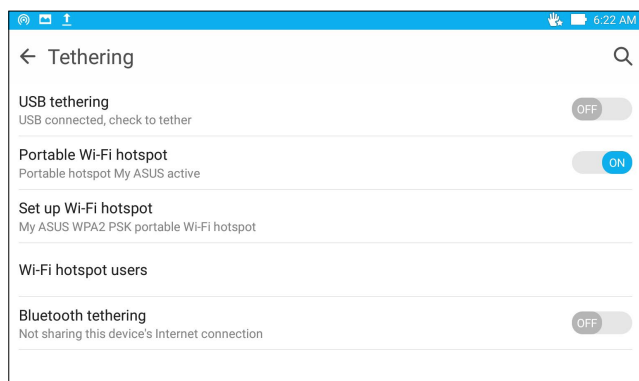 6:22 AM
Tethering
USB tethering
OFF
USB connected, check to tether
Portable Wi-Fi hotspot
ON
Portable hotspot My ASUS active
Set up Wi-Fi hotspot
My ASUS WPA2 PSK portable Wi-Fi hotspot
Wi-Fi hotspot users
Bluetooth tethering
OFF
Not sharing this device's Internet connection